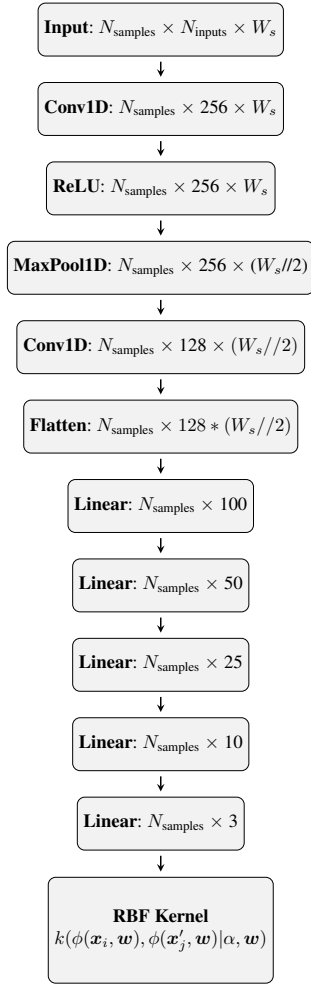 Input: N_samples × N_inputs × W_s
Conv1D: N_samples × 256 × W_s
ReLU: N_samples × 256 × W_s
MaxPool1D: N_samples × 256 × (W_s//2)
Conv1D: N_samples × 128 × (W_s//2)
Flatten: N_samples × 128 * (W_s//2)
Linear: N_samples × 100
Linear: N_samples × 50
Linear: N_samples × 25
Linear: N_samples × 10
Linear: N_samples × 3
RBF Kernel
k(ϕ(x_i, w), ϕ(x′_j, w)|α, w)